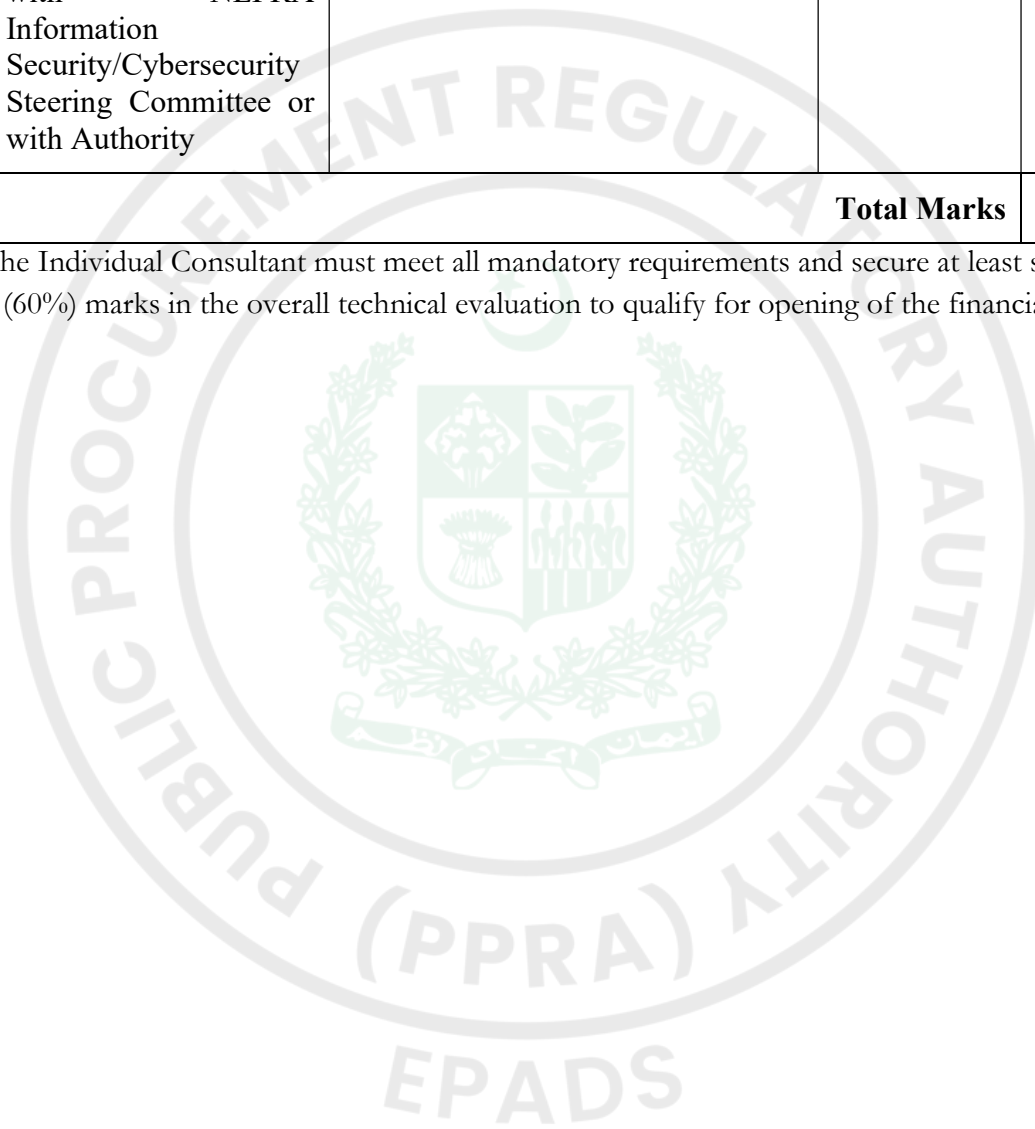 with NEPRA
Information
Security/Cybersecurity
Steering Committee or
with Authority
Total Marks
he Individual Consultant must meet all mandatory requirements and secure at least s
(60%) marks in the overall technical evaluation to qualify for opening of the financia
PUBLIC PROCUREMENT REGULATORY AUTHORITY
(PPRA)
EPADS